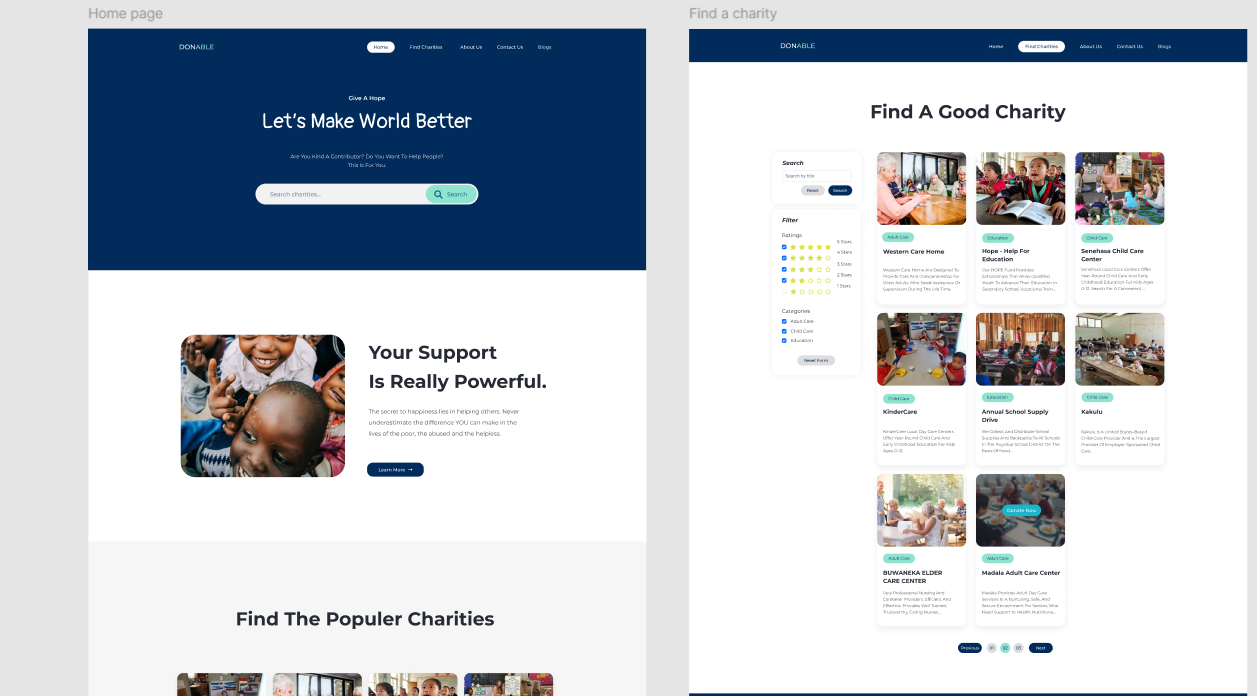 Home page
DONABLE
Home
Find Charities
About Us
Contact Us
Blogs
Give A Hope
Let's Make World Better
Are You Kind A Contributor? Do You Want To Help People?
This Is For You.
Search charities...
Search
Your Support
Is Really Powerful.
The secret to happiness lies in helping others. Never
underestimate the difference YOU can make in the
lives of the poor, the abused and the helpless.
Learn More →
Find The Populer Charities
Find a charity
DONABLE
Home
Find Charities
About Us
Contact Us
Blogs
Find A Good Charity
Search
Search by title
Reset
Search
Filter
Ratings
5 Stars
4 Stars
3 Stars
2 Stars
1 Stars
Categories
Adult Care
Child Care
Education
Reset Form
Adult Care
Western Care Home
Western Care Home Are Designed To
Provide Care And Companionship For
Older Adults Who Need Assistance Or
Supervision During The Life Time.
Education
Hope - Help For
Education
Our HOPE Fund Provides
Scholarships That Allow Qualified
Youth To Advance Their Education In
Secondary School/vocational Train...
Child Care
Senehasa Child Care
Center
Senehasa Local Care Centers Offer
Year Round Child Care And Early
Childhood Education For Kids Ages
0-12. Search For A Convenient ...
Child Care
KinderCare
KinderCare Local Day Care Centers
Offer Year Round Child Care And
Early Childhood Education For Kids
Ages 0-12.
Education
Annual School Supply
Drive
We Collect And Distribute School
Supplies And Backpacks To All Schools
In The Puyallup School District On The
Basis Of Need...
Child Care
Kakulu
Kakulu Is A United States-Based
Child-Care Provider And Is The Largest
Provider Of Employer-Sponsored Child
Care
Adult Care
BUWANEKA ELDER
CARE CENTER
Very Professional Nursing And
Caretaker Providers, Efficient And
Effective. Provides Well Trained,
Trustworthy, Caring Nurses...
Donate Now
Adult Care
Madala Adult Care Center
Madala Provides Adult Day Care
Services In A Nurturing, Safe, And
Secure Environment For Seniors Who
Need Support In Health, Nutritional...
Previous
01
02
03
Next